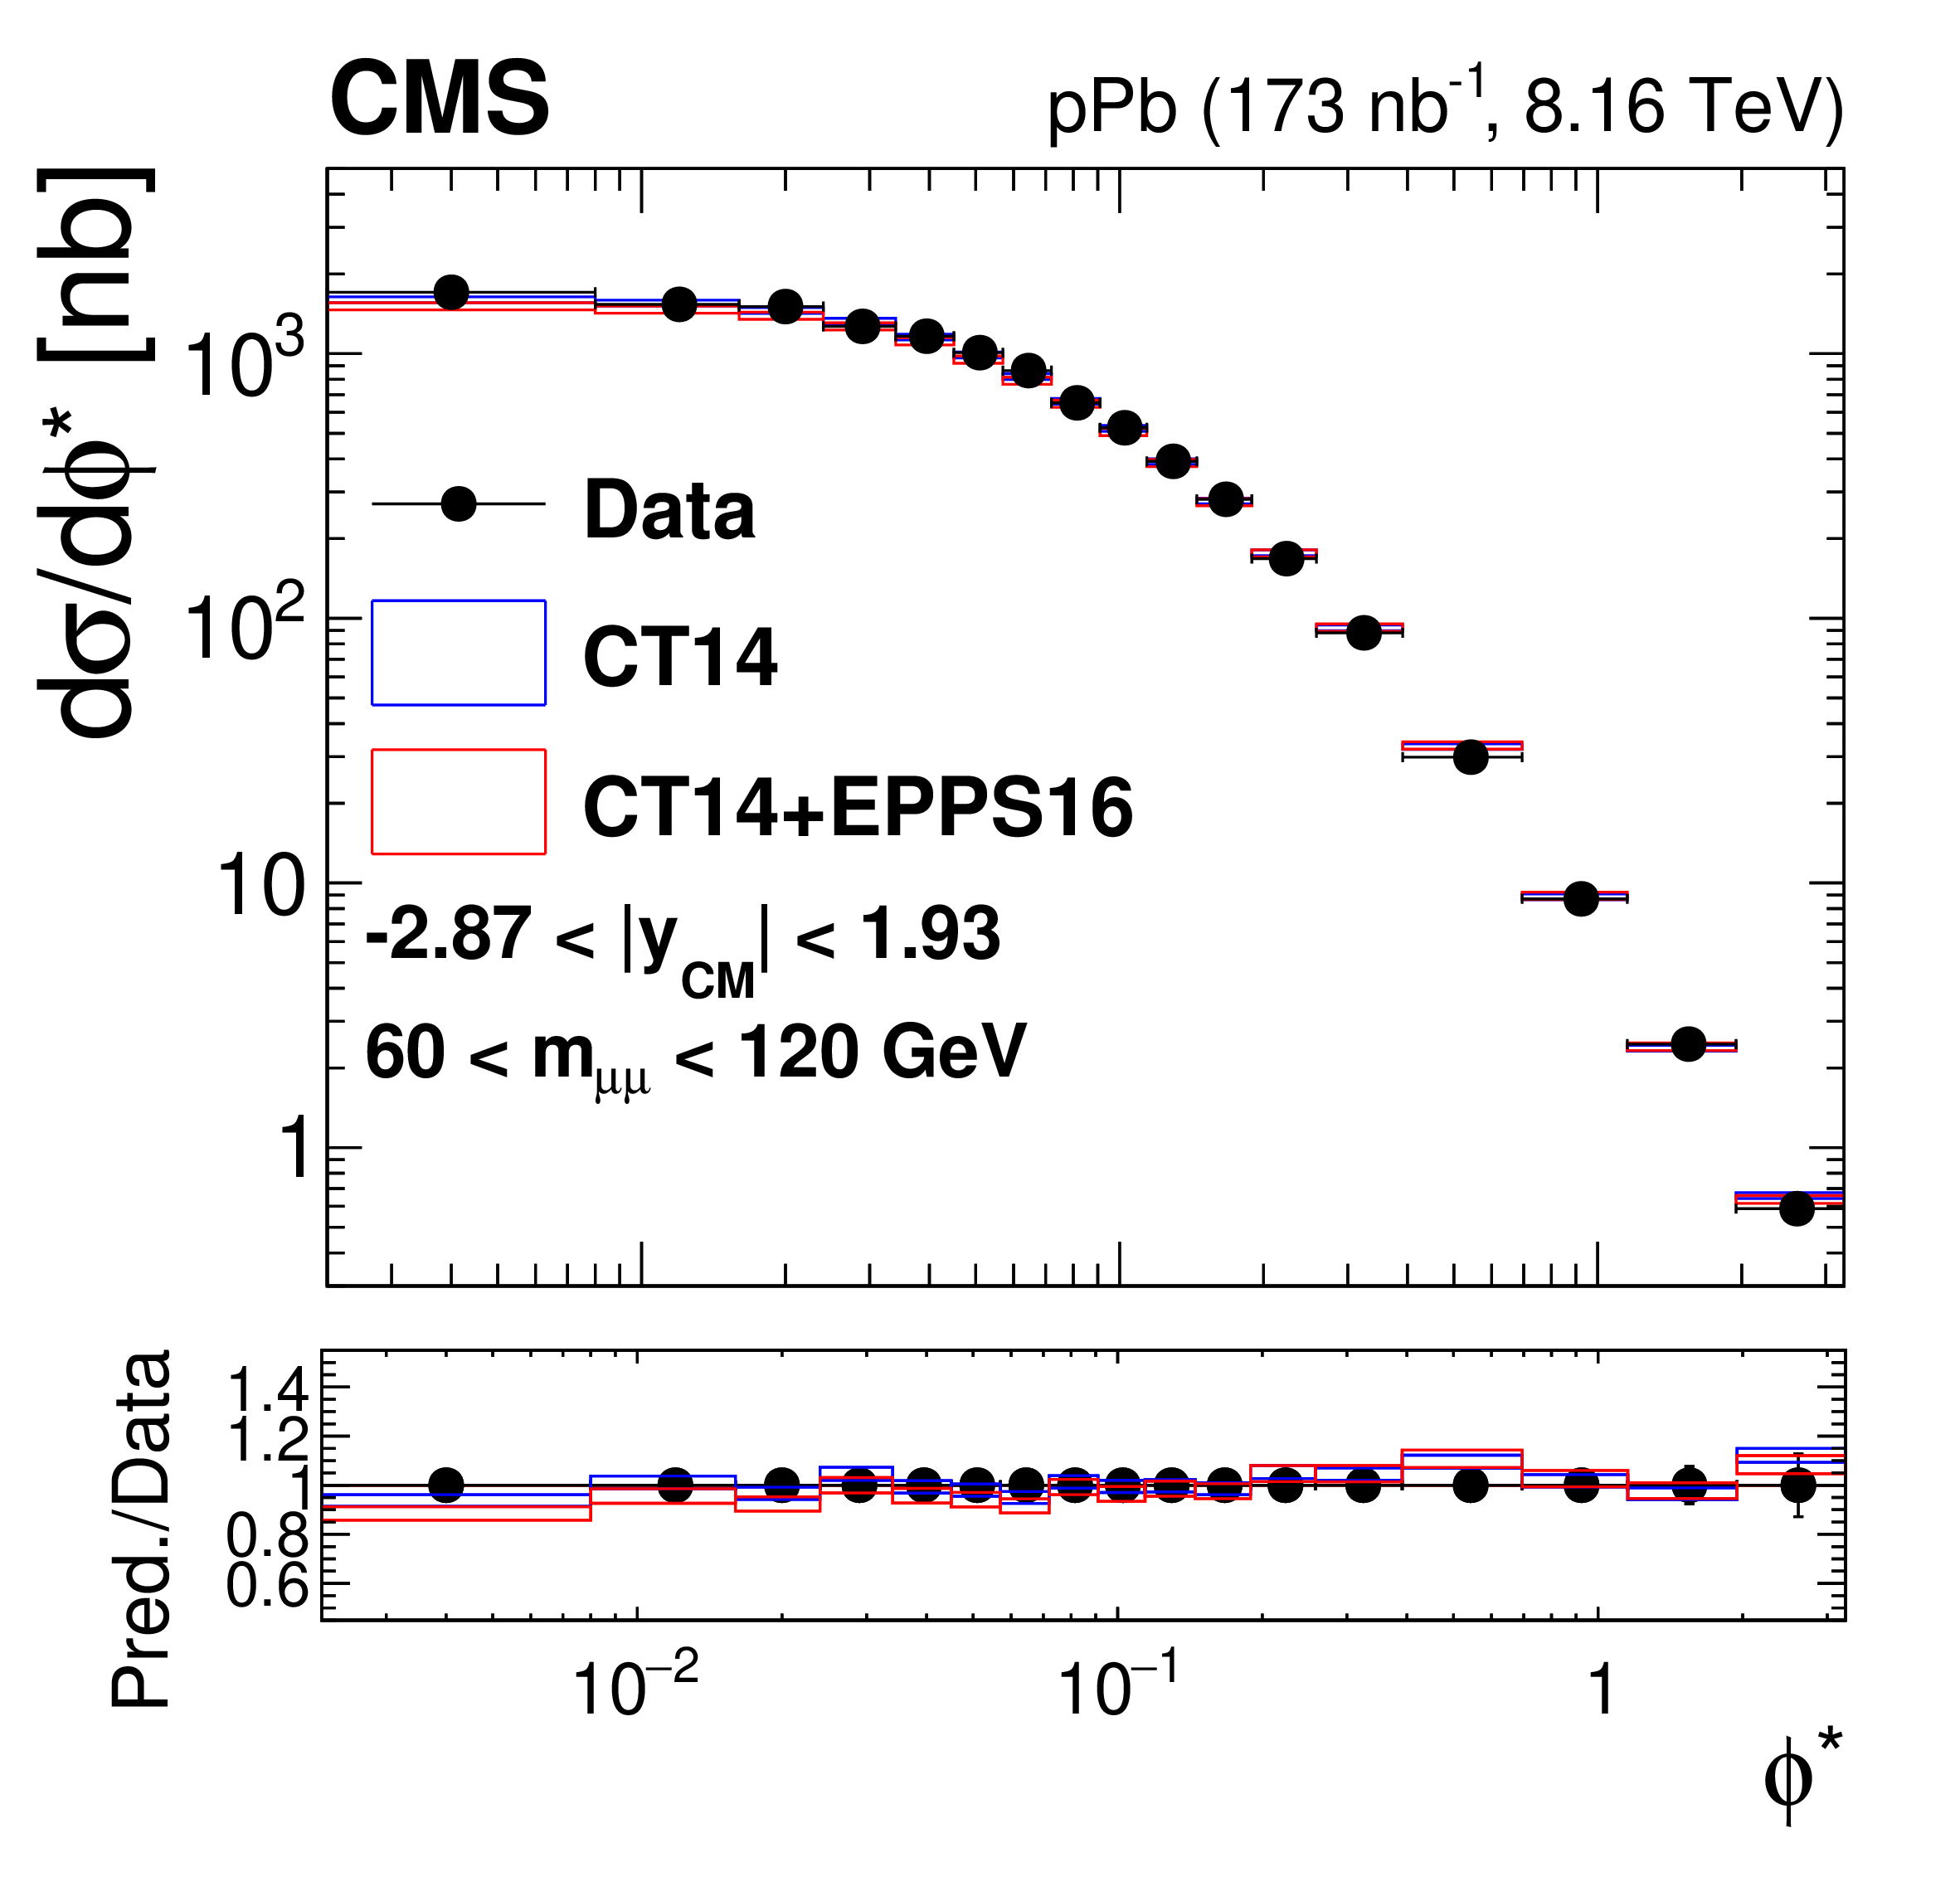 CMS
pPb (173 nb⁻¹, 8.16 TeV)
dσ/dϕ* [nb]
10³
10²
10
1
Data
CT14
CT14+EPPS16
-2.87 < |y_CM| < 1.93
60 < m_μμ < 120 GeV
Pred./Data
1.4
1.2
1
0.8
0.6
10⁻²
10⁻¹
1
ϕ*